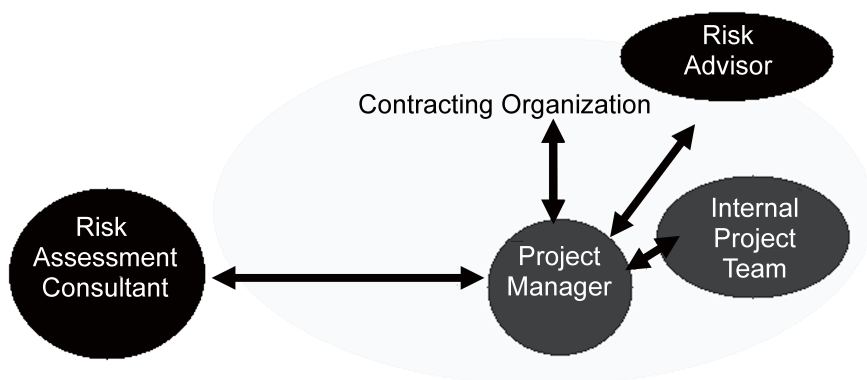 Risk
Advisor
Contracting Organization
Risk
Assessment
Consultant
Project
Manager
Internal
Project
Team